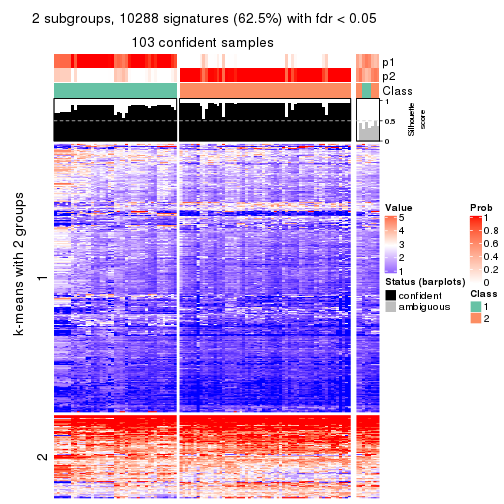 2 subgroups, 10288 signatures (62.5%) with fdr < 0.05
103 confident samples
p1
p2
Class
1
0.5
0
Silhouette
score
k-means with 2 groups
1
2
Value
5
4
3
2
1
Status (barplots)
confident
ambiguous
Prob
1
0.8
0.6
0.4
0.2
0
Class
1
2